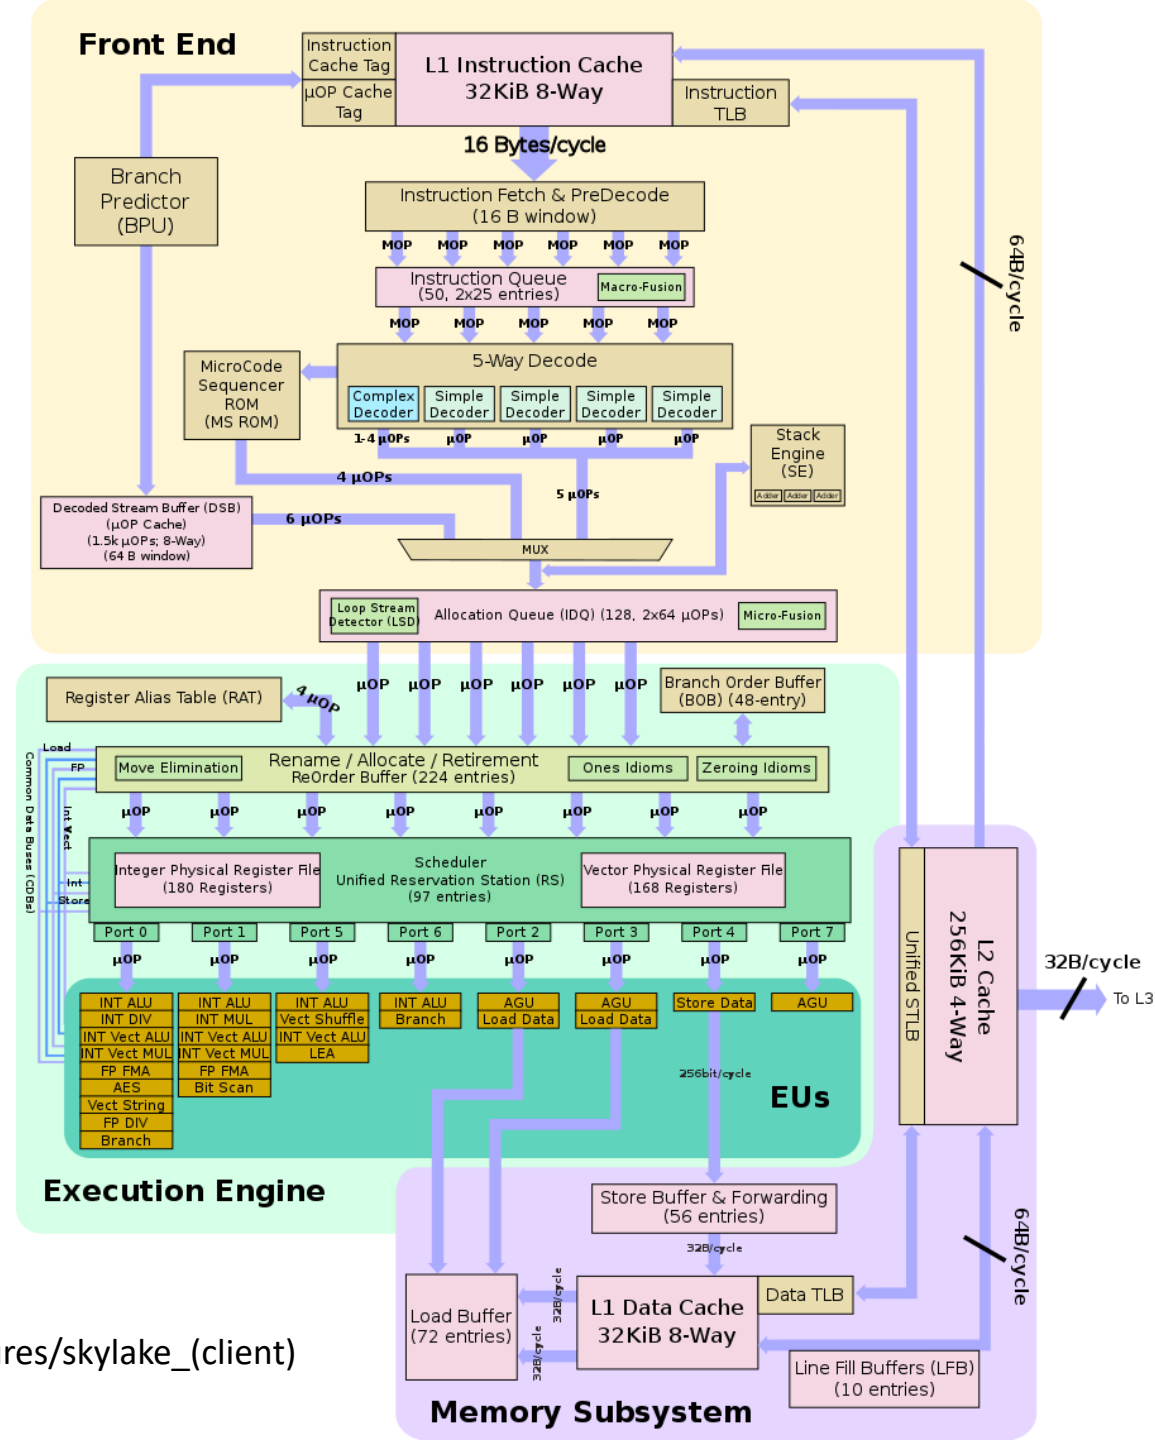 Front End
Instruction
Cache Tag
µOP Cache
Tag
L1 Instruction Cache
32KiB 8-Way
Instruction
TLB
16 Bytes/cycle
Branch
Predictor
(BPU)
Instruction Fetch & PreDecode
(16 B window)
MOP MOP MOP MOP MOP MOP
Instruction Queue
(50, 2x25 entries)
Macro-Fusion
MOP MOP MOP MOP MOP
64B/cycle
MicroCode
Sequencer
ROM
(MS ROM)
5-Way Decode
Complex
Decoder
Simple
Decoder
Simple
Decoder
Simple
Decoder
Simple
Decoder
1-4 µOPs µOP µOP µOP µOP
Stack
Engine
(SE)
Adder Adder Adder
4 µOPs
5 µOPs
Decoded Stream Buffer (DSB)
(µOP Cache)
(1.5k µOPs; 8-Way)
(64 B window)
6 µOPs
MUX
Loop Stream
Detector (LSD)
Allocation Queue (IDQ) (128, 2x64 µOPs)
Micro-Fusion
Register Alias Table (RAT)
4 µOP
µOP µOP µOP µOP µOP µOP
Branch Order Buffer
(BOB) (48-entry)
Common Data Buses (CDBs)
Load
FP
Int Vect
Int
Store
Move Elimination
Rename / Allocate / Retirement
ReOrder Buffer (224 entries)
Ones Idioms
Zeroing Idioms
µOP µOP µOP µOP µOP µOP µOP µOP
Integer Physical Register File
(180 Registers)
Scheduler
Unified Reservation Station (RS)
(97 entries)
Vector Physical Register File
(168 Registers)
Port 0 Port 1 Port 5 Port 6 Port 2 Port 3 Port 4 Port 7
µOP µOP µOP µOP µOP µOP µOP µOP
INT ALU
INT DIV
INT Vect ALU
INT Vect MUL
FP FMA
AES
Vect String
FP DIV
Branch
INT ALU
INT MUL
INT Vect ALU
INT Vect MUL
FP FMA
Bit Scan
INT ALU
Vect Shuffle
INT Vect ALU
LEA
INT ALU
Branch
AGU
Load Data
AGU
Load Data
Store Data
AGU
256bit/cycle
EUs
Execution Engine
Unified STLB
L2 Cache
256KiB 4-Way
32B/cycle
To L3
Store Buffer & Forwarding
(56 entries)
32B/cycle
64B/cycle
Load Buffer
(72 entries)
32B/cycle
32B/cycle
L1 Data Cache
32KiB 8-Way
Data TLB
Line Fill Buffers (LFB)
(10 entries)
Memory Subsystem
res/skylake_(client)